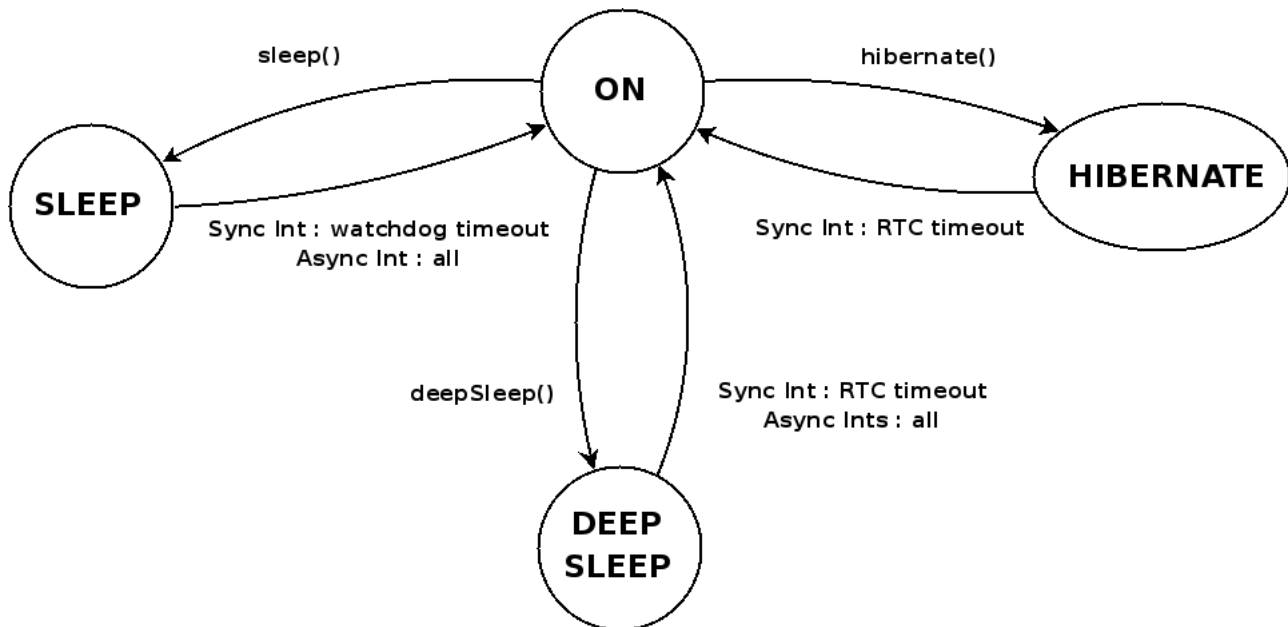 sleep()
ON
hibernate()
SLEEP
HIBERNATE
Sync Int : watchdog timeout
Async Int : all
Sync Int : RTC timeout
deepSleep()
Sync Int : RTC timeout
Async Ints : all
DEEP
SLEEP